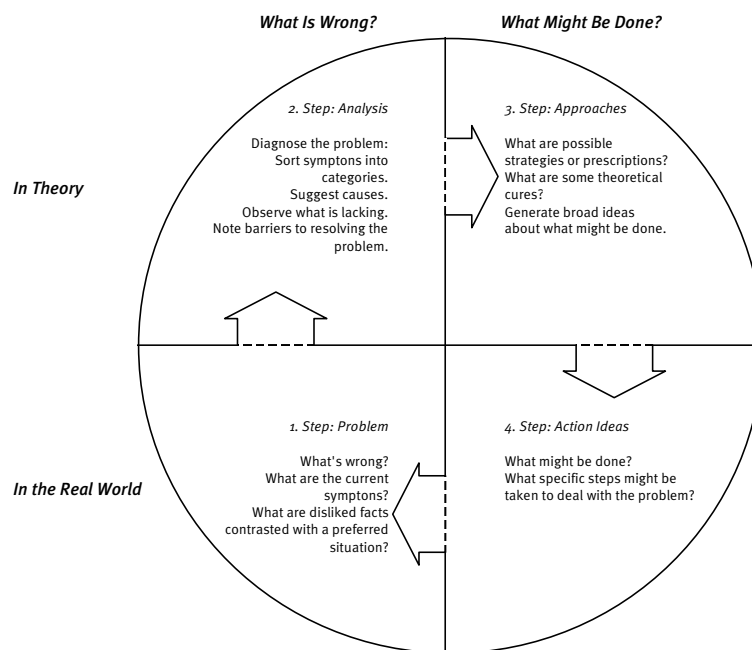 What Is Wrong?
What Might Be Done?
In Theory
2. Step: Analysis
Diagnose the problem:
Sort symptons into
categories.
Suggest causes.
Observe what is lacking.
Note barriers to resolving the
problem.
3. Step: Approaches
What are possible
strategies or prescriptions?
What are some theoretical
cures?
Generate broad ideas
about what might be done.
In the Real World
1. Step: Problem
What's wrong?
What are the current
symptons?
What are disliked facts
contrasted with a preferred
situation?
4. Step: Action Ideas
What might be done?
What specific steps might be
taken to deal with the problem?